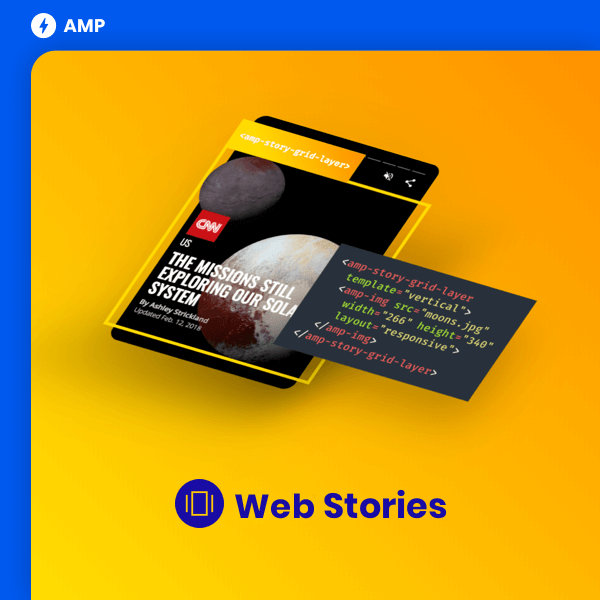 AMP
<amp-story-grid-layer>
CNN
US
THE MISSIONS STILL
EXPLORING OUR SOLA
SYSTEM
By Ashley Strickland
Updated Feb. 12, 2018
<amp-story-grid-layer
template="vertical">
<amp-img src="moons.jpg"
width="266" height="340"
layout="responsive">
</amp-img>
</amp-story-grid-layer>
Web Stories